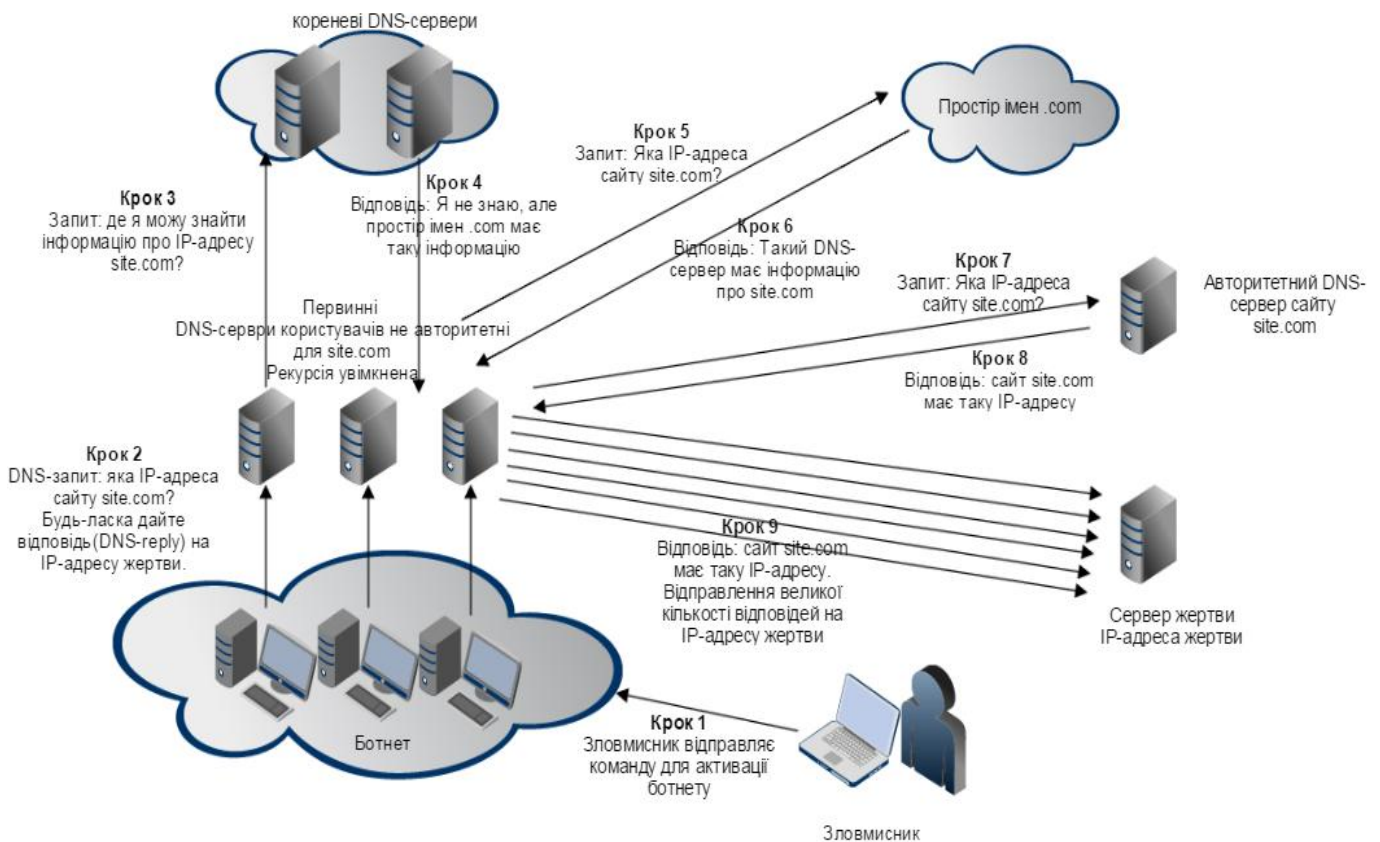 кореневі DNS-сервери
Простір імен .com
Крок 5
Запит: Яка IP-адреса
сайту site.com?
Крок 3
Запит: де я можу знайти
інформацію про IP-адресу
site.com?
Крок 4
Відповідь: Я не знаю, але
простір імен .com має
таку інформацію
Крок 6
Відповідь: Такий DNS-
сервер має інформацію
про site.com
Крок 7
Запит: Яка IP-адреса
сайту site.com?
Авторитетний DNS-
сервер сайту
site.com
Первинні
DNS-серври користувачів не авторитетні
для site.com
Рекурсія увімкнена
Крок 8
Відповідь: сайт site.com
має таку IP-адресу
Крок 2
DNS-запит: яка IP-адреса
сайту site.com?
Будь-ласка дайте
відповідь(DNS-reply) на
IP-адресу жертви.
Крок 9
Відповідь: сайт site.com
має таку IP-адресу.
Відправлення великої
кількості відповідей на
IP-адресу жертви
Сервер жертви
IP-адреса жертви
Ботнет
Крок 1
Зловмисник відправляє
команду для активації
ботнету
Зловмисник